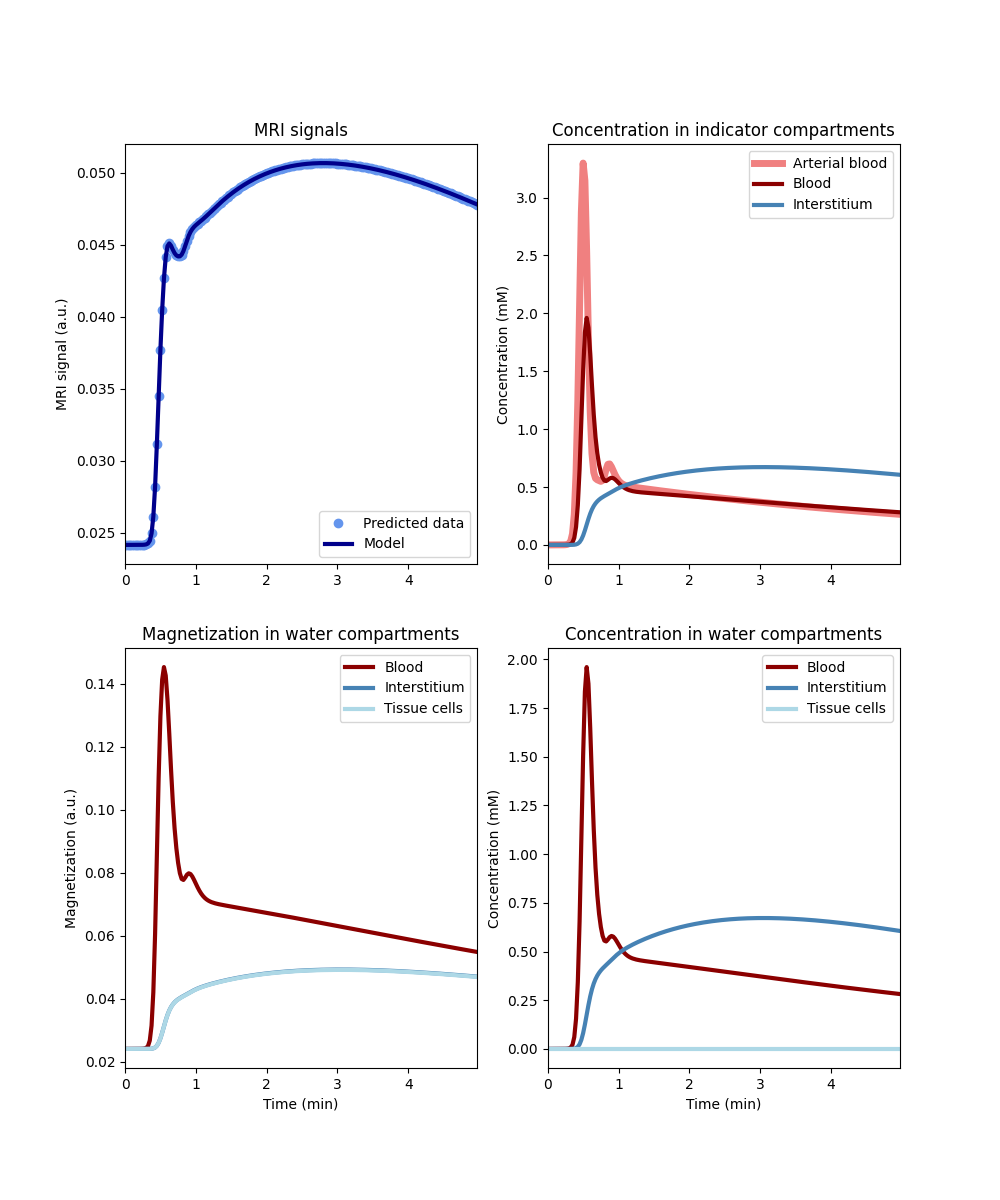 MRI signals
MRI signal (a.u.)
0.050
0.045
0.040
0.035
0.030
0.025
0 1 2 3 4
Predicted data
Model
Concentration in indicator compartments
Concentration (mM)
3.0
2.5
2.0
1.5
1.0
0.5
0.0
0 1 2 3 4
Arterial blood
Blood
Interstitium
Magnetization in water compartments
Magnetization (a.u.)
0.14
0.12
0.10
0.08
0.06
0.04
0.02
0 1 2 3 4
Time (min)
Blood
Interstitium
Tissue cells
Concentration in water compartments
Concentration (mM)
2.00
1.75
1.50
1.25
1.00
0.75
0.50
0.25
0.00
0 1 2 3 4
Time (min)
Blood
Interstitium
Tissue cells